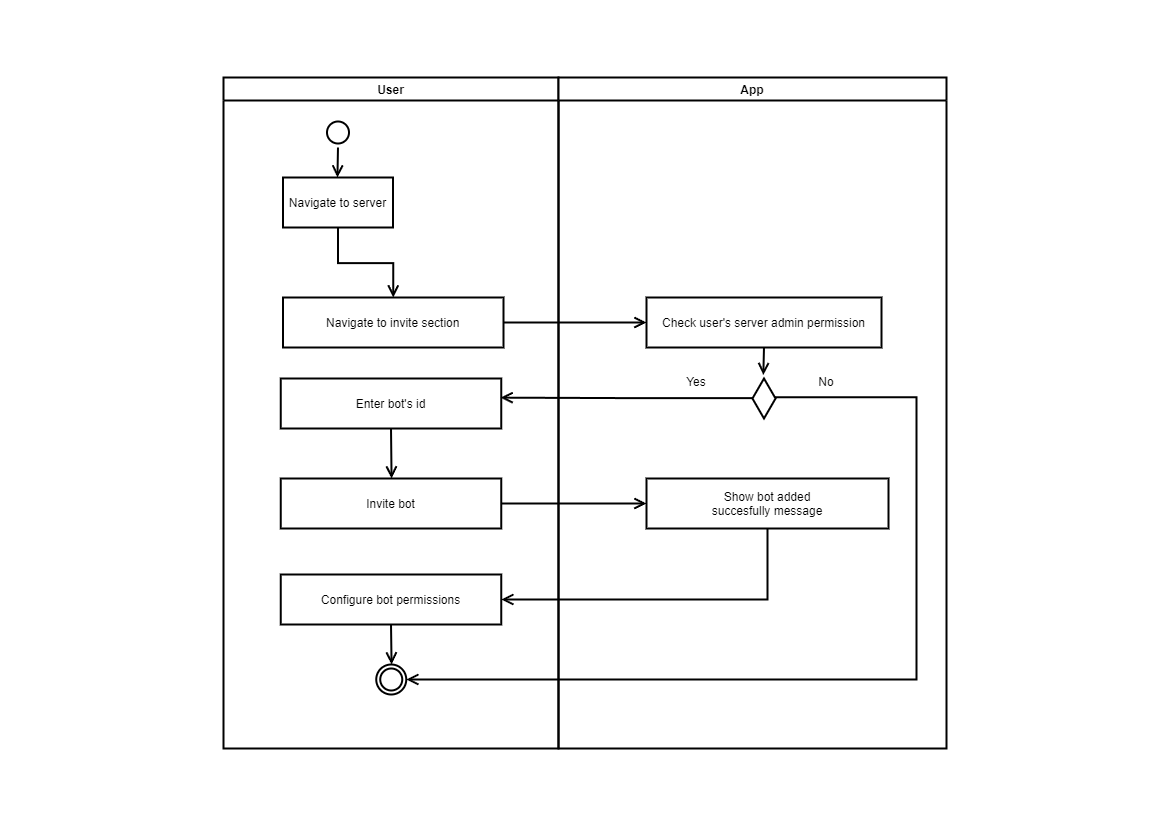 User
App
Navigate to server
Navigate to invite section
Check user's server admin permission
Yes
No
Enter bot's id
Invite bot
Show bot added
succesfully message
Configure bot permissions